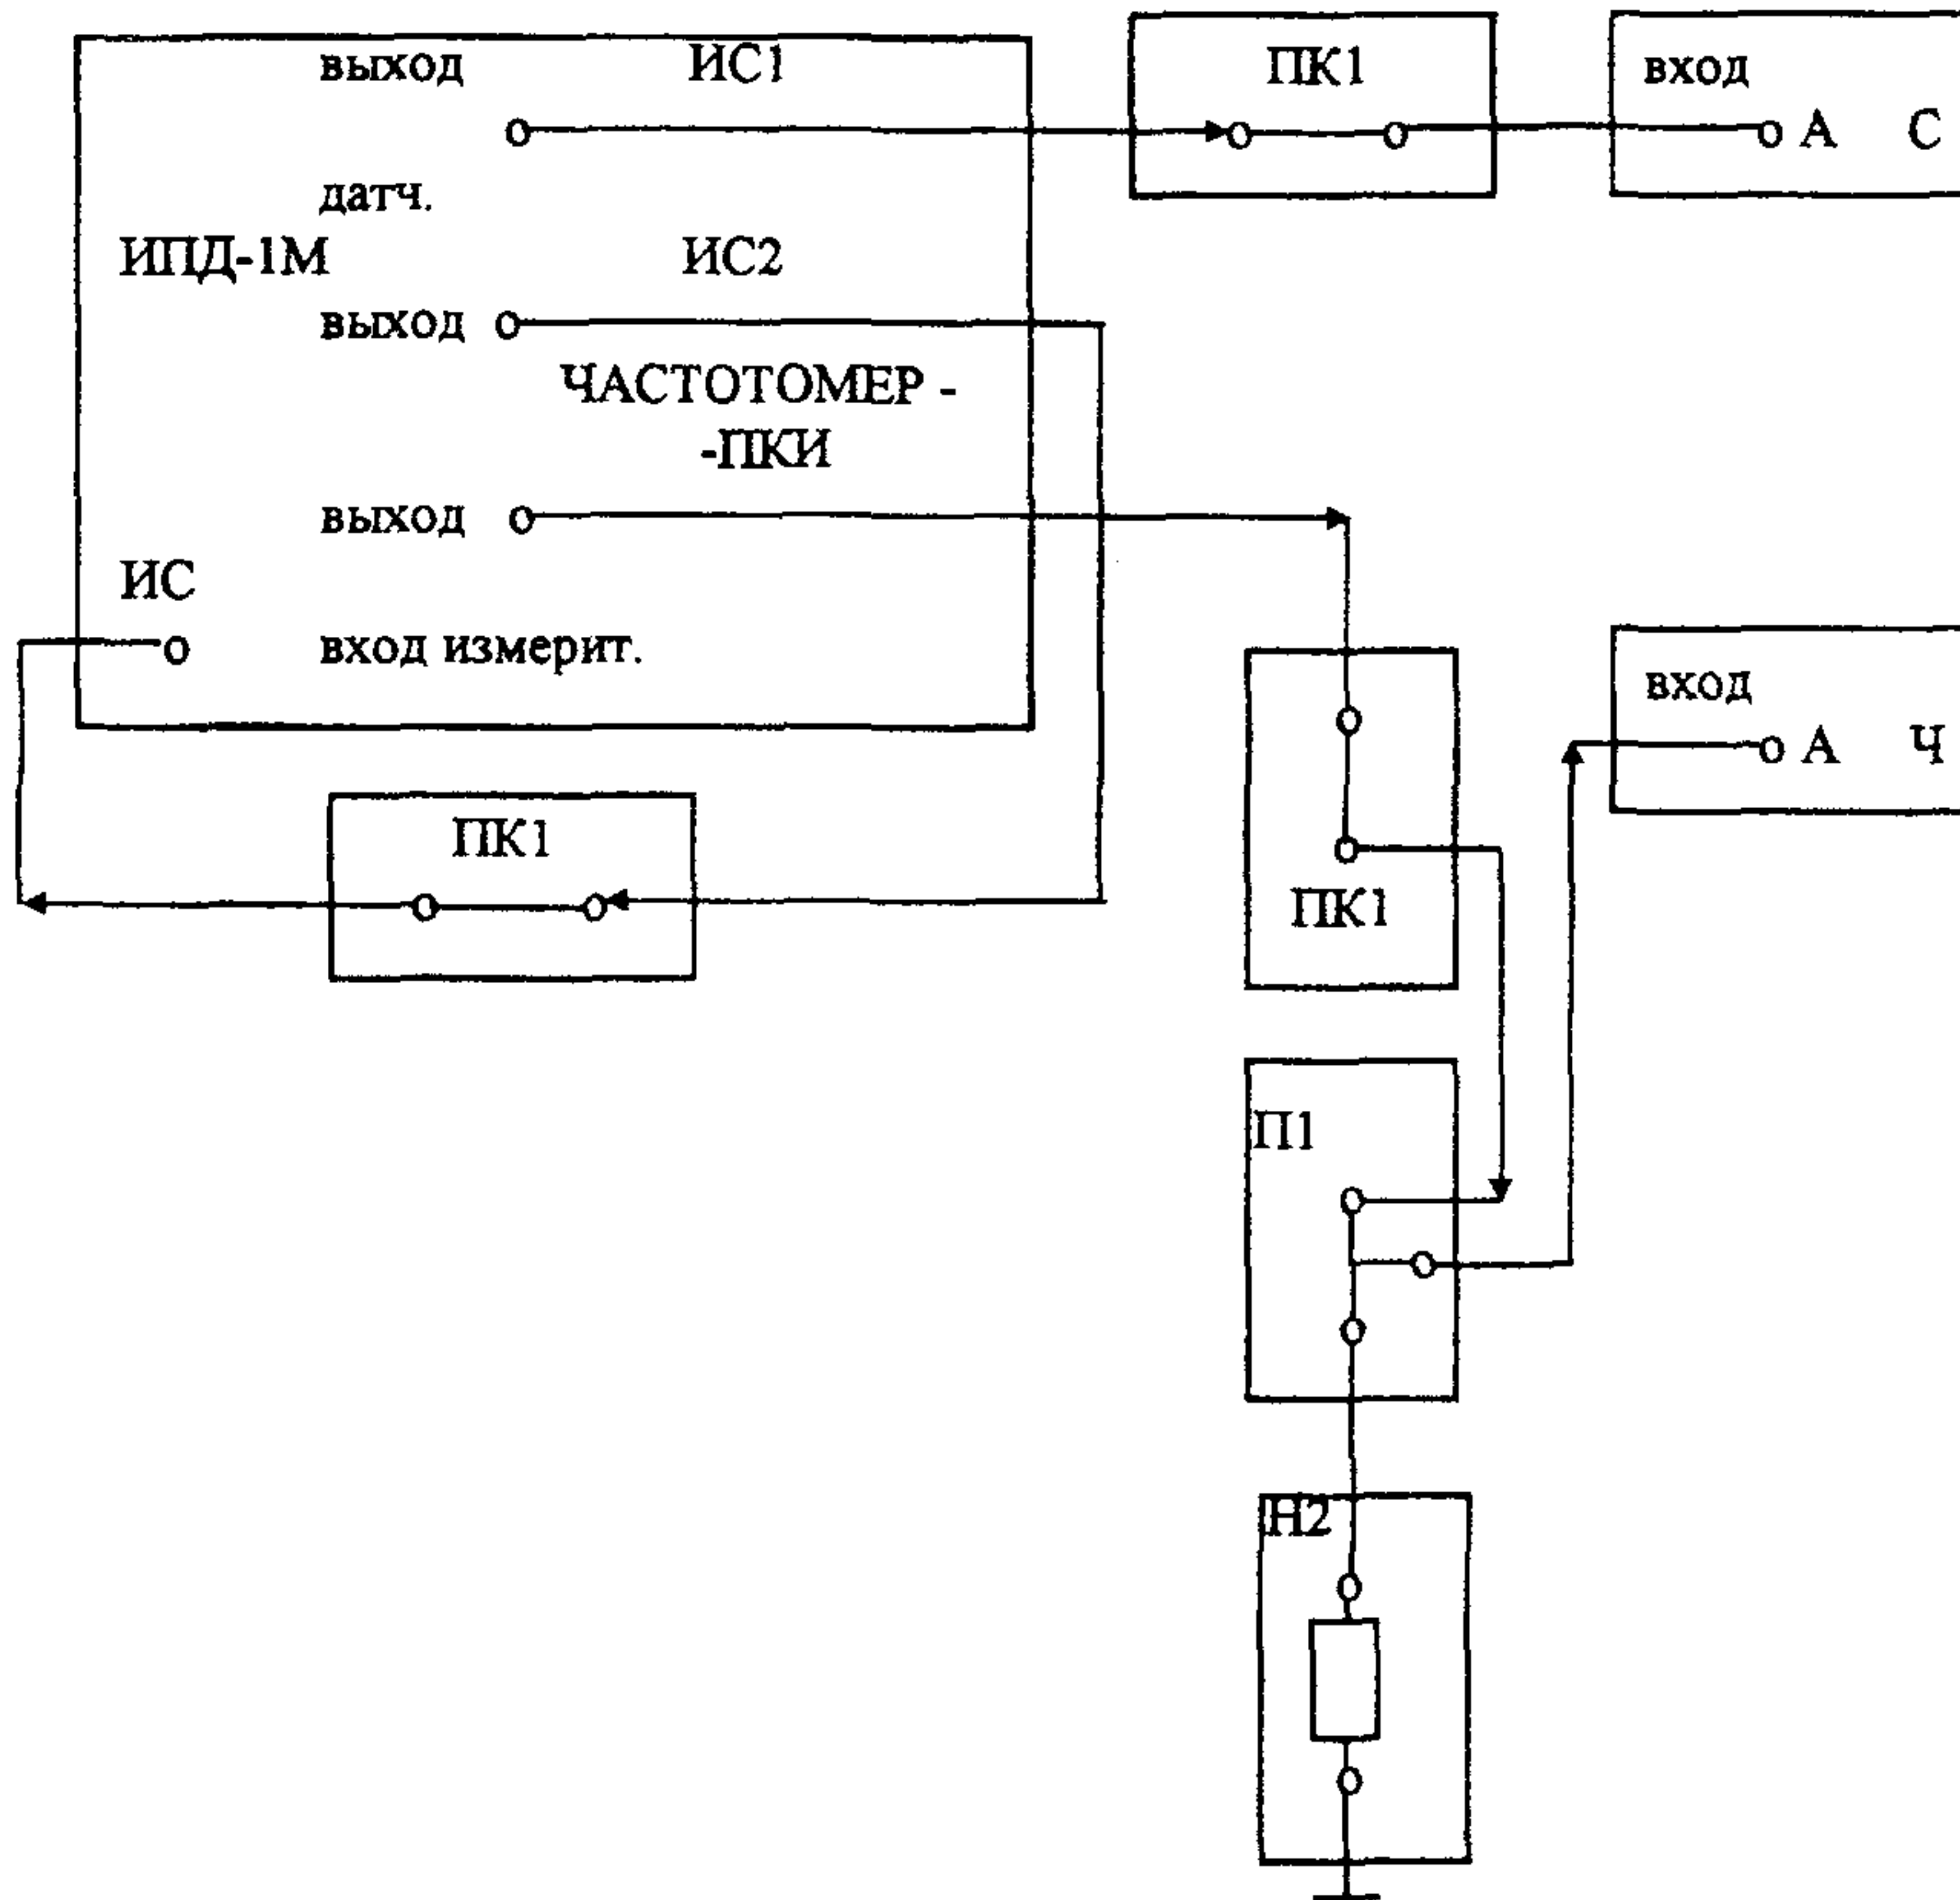 выход
ИС1
датч.
ИПД-1М
ИС2
выход
ЧАСТОТОМЕР -
-ПКИ
выход
ИС
вход измерит.
ПК1
вход
А С
ПК1
ПК1
вход
А Ч
П1
Н2